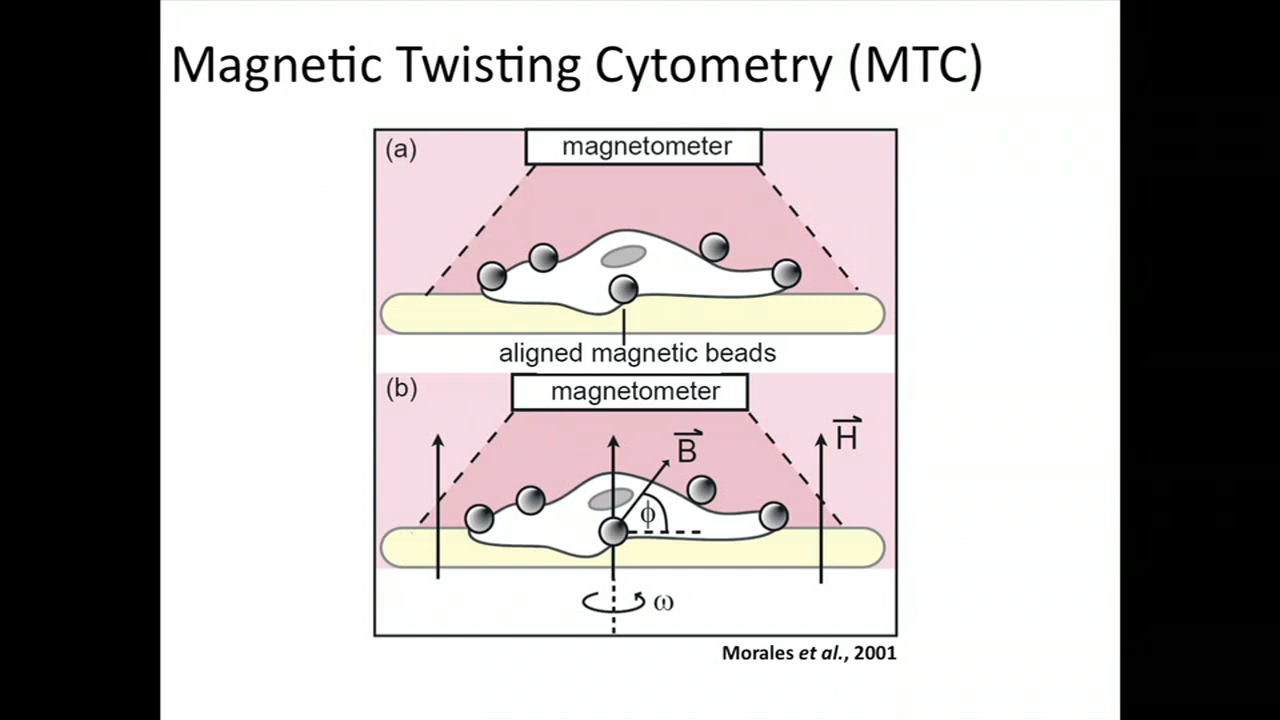 Magnetic Twisting Cytometry (MTC)
(a)
magnetometer
aligned magnetic beads
(b)
magnetometer
B
H
ϕ
ω
Morales et al., 2001